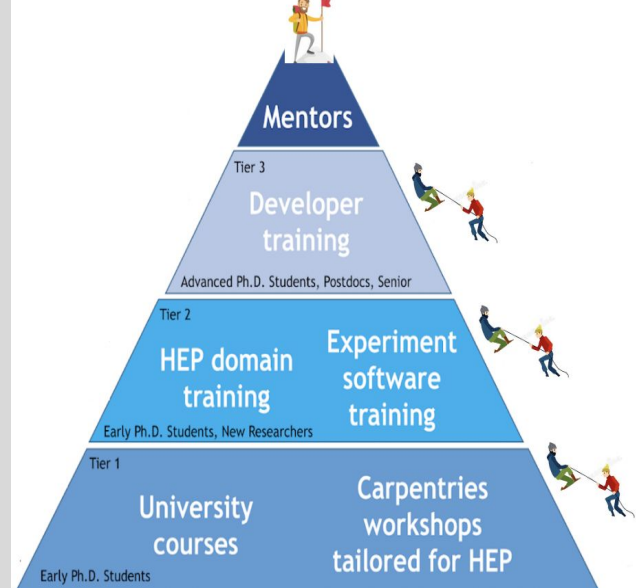 Mentors
Tier 3
Developer
training
Advanced Ph.D. Students, Postdocs, Senior
Tier 2
HEP domain
training
Experiment
software
training
Early Ph.D. Students, New Researchers
Tier 1
University
courses
Carpentries
workshops
tailored for HEP
Early Ph.D. Students